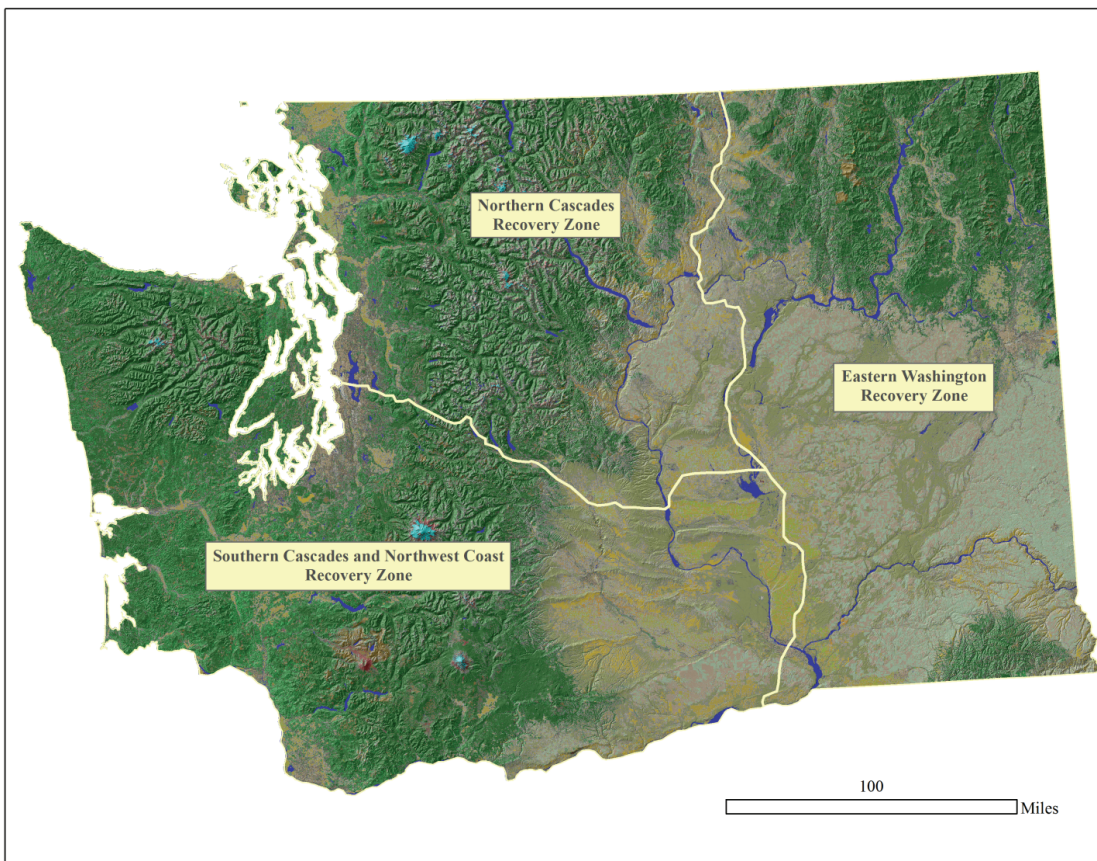 Northern Cascades
Recovery Zone
Eastern Washington
Recovery Zone
Southern Cascades and Northwest Coast
Recovery Zone
100
Miles